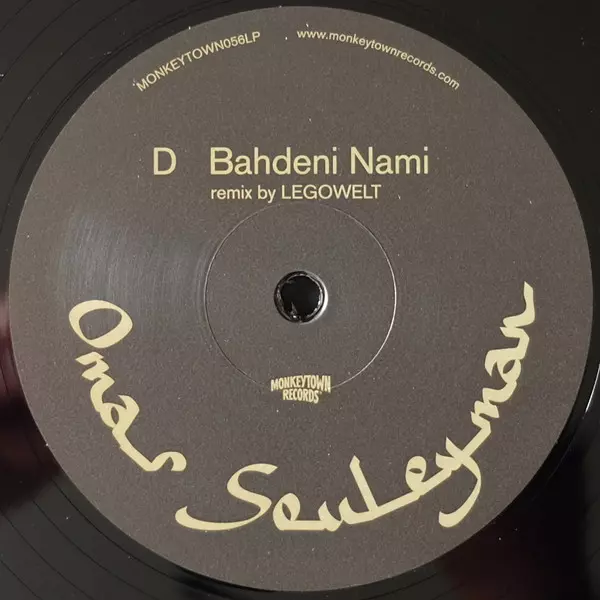 MONKEYTOWN056LP
www.monkeytownrecords.com
D Bahdeni Nami
remix by LEGOWELT
MONKEYTOWN
RECORDS
Omar Souleyman